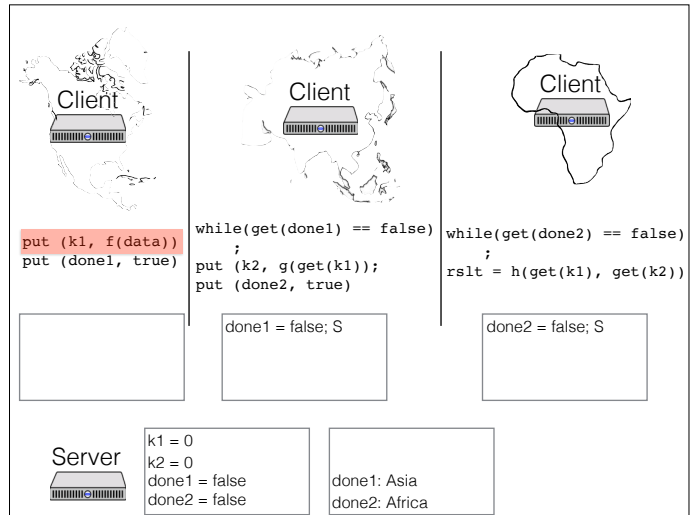 Client
Client
Client
put (k1, f(data))
put (done1, true)
while(get(done1) == false)
;
put (k2, g(get(k1));
put (done2, true)
while(get(done2) == false)
;
rslt = h(get(k1), get(k2))
done1 = false; S
done2 = false; S
Server
k1 = 0
k2 = 0
done1 = false
done2 = false
done1: Asia
done2: Africa